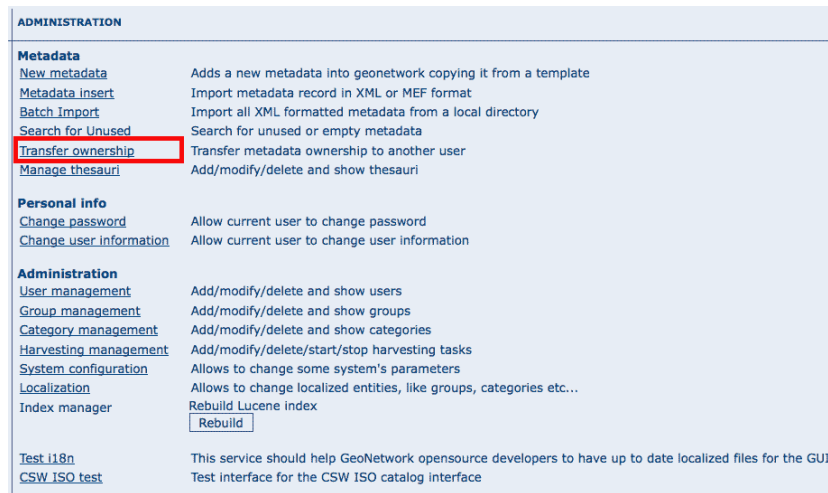 ADMINISTRATION
Metadata
New metadata Adds a new metadata into geonetwork copying it from a template
Metadata insert Import metadata record in XML or MEF format
Batch Import Import all XML formatted metadata from a local directory
Search for Unused Search for unused or empty metadata
Transfer ownership Transfer metadata ownership to another user
Manage thesauri Add/modify/delete and show thesauri
Personal info
Change password Allow current user to change password
Change user information Allow current user to change user information
Administration
User management Add/modify/delete and show users
Group management Add/modify/delete and show groups
Category management Add/modify/delete and show categories
Harvesting management Add/modify/delete/start/stop harvesting tasks
System configuration Allows to change some system's parameters
Localization Allows to change localized entities, like groups, categories etc...
Index manager Rebuild Lucene index
Rebuild
Test i18n This service should help GeoNetwork opensource developers to have up to date localized files for the GUI
CSW ISO test Test interface for the CSW ISO catalog interface